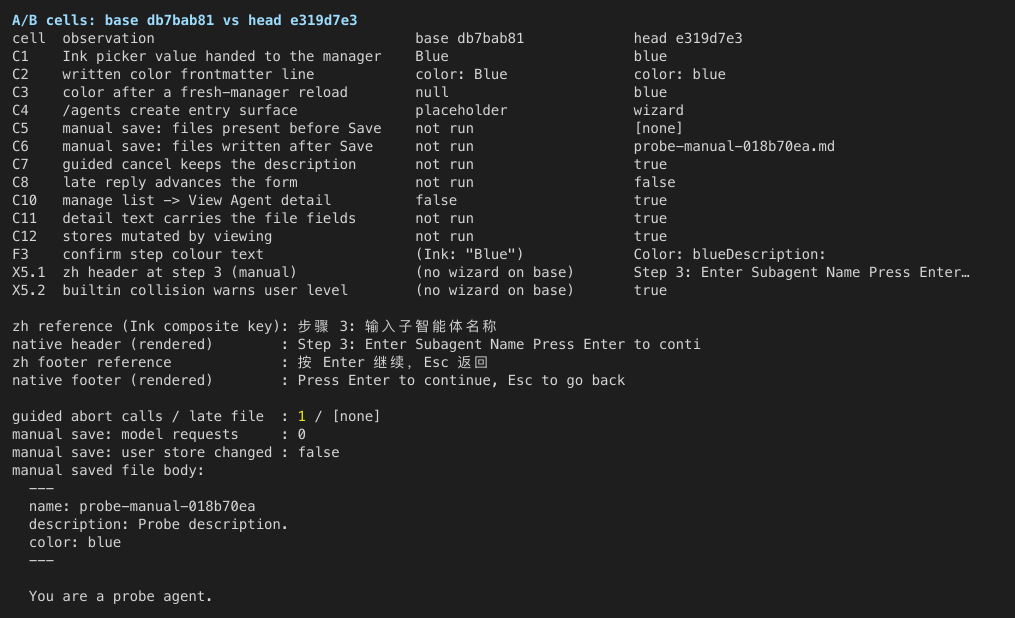 A/B cells: base db7bab81 vs head e319d7e3
cell  observation                               base db7bab81             head e319d7e3
C1    Ink picker value handed to the manager    Blue                      blue
C2    written color frontmatter line            color: Blue               color: blue
C3    color after a fresh-manager reload        null                      blue
C4    /agents create entry surface              placeholder               wizard
C5    manual save: files present before Save    not run                   [none]
C6    manual save: files written after Save     not run                   probe-manual-018b70ea.md
C7    guided cancel keeps the description       not run                   true
C8    late reply advances the form              not run                   false
C10   manage list –> View Agent detail          false                     true
C11   detail text carries the file fields       not run                   true
C12   stores mutated by viewing                 not run                   true
F3    confirm step colour text                  (Ink: "Blue")             Color: blueDescription:
X5.1  zh header at step 3 (manual)              (no wizard on base)       Step 3: Enter Subagent Name Press Enter…
X5.2  builtin collision warns user level        (no wizard on base)       true
zh reference (Ink composite key): 步骤 3: 输入子智能体名称
native header (rendered)        : Step 3: Enter Subagent Name Press Enter to conti
zh footer reference             : 按 Enter 继续, Esc 返回
native footer (rendered)        : Press Enter to continue, Esc to go back
guided abort calls / late file  : 1 / [none]
manual save: model requests     : 0
manual save: user store changed : false
manual saved file body:
---
name: probe-manual-018b70ea
description: Probe description.
color: blue
---
You are a probe agent.